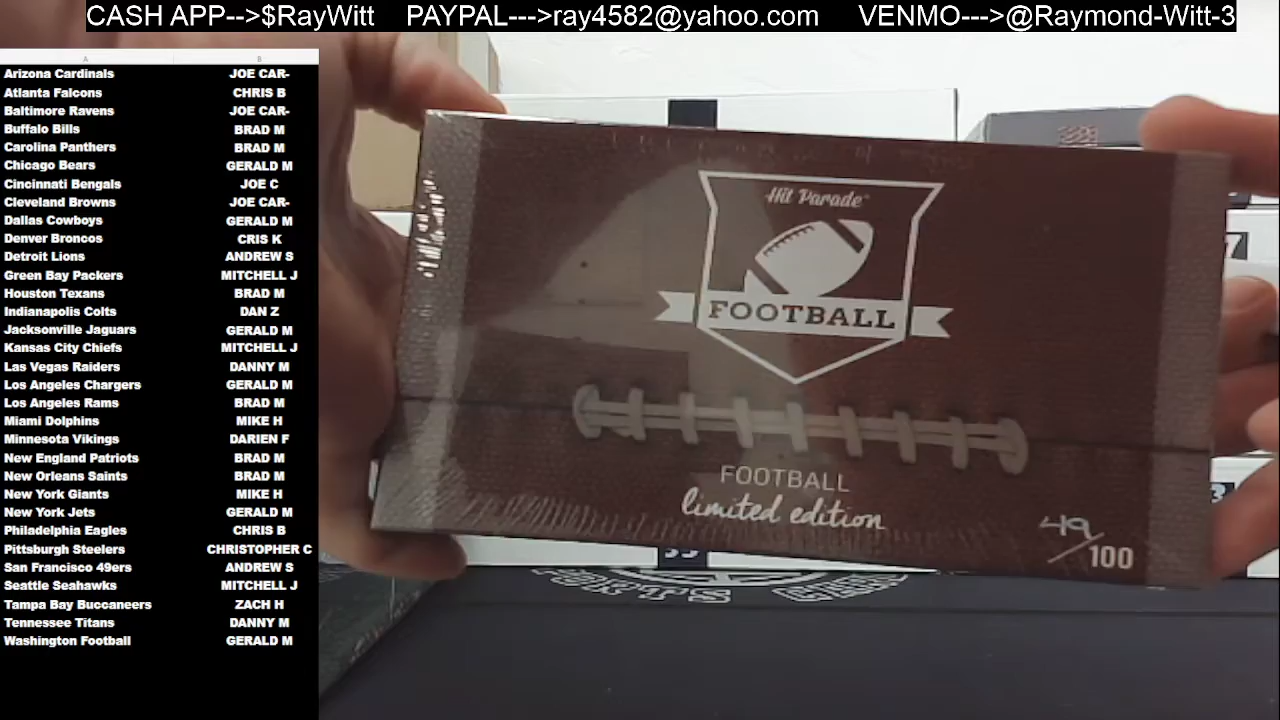 CASH APP-->$RayWitt PAYPAL--->ray4582@yahoo.com VENMO--->@Raymond-Witt-3
A B
Arizona Cardinals JOE CAR-
Atlanta Falcons CHRIS B
Baltimore Ravens JOE CAR-
Buffalo Bills BRAD M
Carolina Panthers BRAD M
Chicago Bears GERALD M
Cincinnati Bengals JOE C
Cleveland Browns JOE CAR-
Dallas Cowboys GERALD M
Denver Broncos CRIS K
Detroit Lions ANDREW S
Green Bay Packers MITCHELL J
Houston Texans BRAD M
Indianapolis Colts DAN Z
Jacksonville Jaguars GERALD M
Kansas City Chiefs MITCHELL J
Las Vegas Raiders DANNY M
Los Angeles Chargers GERALD M
Los Angeles Rams BRAD M
Miami Dolphins MIKE H
Minnesota Vikings DARIEN F
New England Patriots BRAD M
New Orleans Saints BRAD M
New York Giants MIKE H
New York Jets GERALD M
Philadelphia Eagles CHRIS B
Pittsburgh Steelers CHRISTOPHER C
San Francisco 49ers ANDREW S
Seattle Seahawks MITCHELL J
Tampa Bay Buccaneers ZACH H
Tennessee Titans DANNY M
Washington Football GERALD M
Hit Parade
FOOTBALL
FOOTBALL
limited edition
49/100